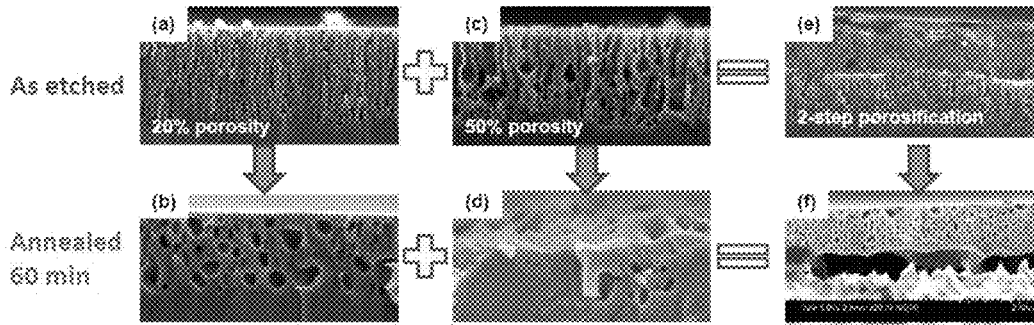 (a)
(c)
(e)
As etched
20% porosity
50% porosity
2-step porosification
(b)
(d)
(f)
Annealed
60 min